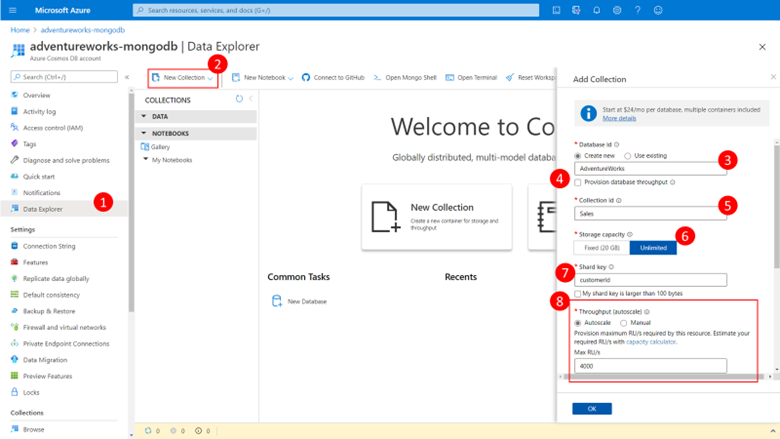 Microsoft Azure
Search resources, services, and docs (G+/)
Home > adventureworks-mongodb
adventureworks-mongodb | Data Explorer
Azure Cosmos DB account
Search (Ctrl+/)
Overview
Activity log
Access control (IAM)
Tags
Diagnose and solve problems
Quick start
Notifications
Data Explorer
1
Settings
Connection String
Features
Replicate data globally
Default consistency
Backup & Restore
Firewall and virtual networks
Private Endpoint Connections
Data Migration
Preview Features
Locks
Collections
Browse
2
New Collection
New Notebook
Connect to GitHub
Open Mongo Shell
Open Terminal
Reset Worksp
COLLECTIONS
DATA
NOTEBOOKS
Gallery
My Notebooks
Welcome to Co
Globally distributed, multi-model databa
New Collection
Create a new container for storage and
throughput
Common Tasks
Recents
New Database
0 0 0
Add Collection
Start at $24/mo per database, multiple containers included
More details
* Database id
Create new Use existing
3
AdventureWorks
4
Provision database throughput
* Collection id
5
Sales
* Storage capacity
6
Fixed (20 GB) Unlimited
* Shard key
7
customerId
My shard key is larger than 100 bytes
8
* Throughput (autoscale)
Autoscale Manual
Provision maximum RU/s required by this resource. Estimate your
required RU/s with capacity calculator.
Max RU/s
4000
OK